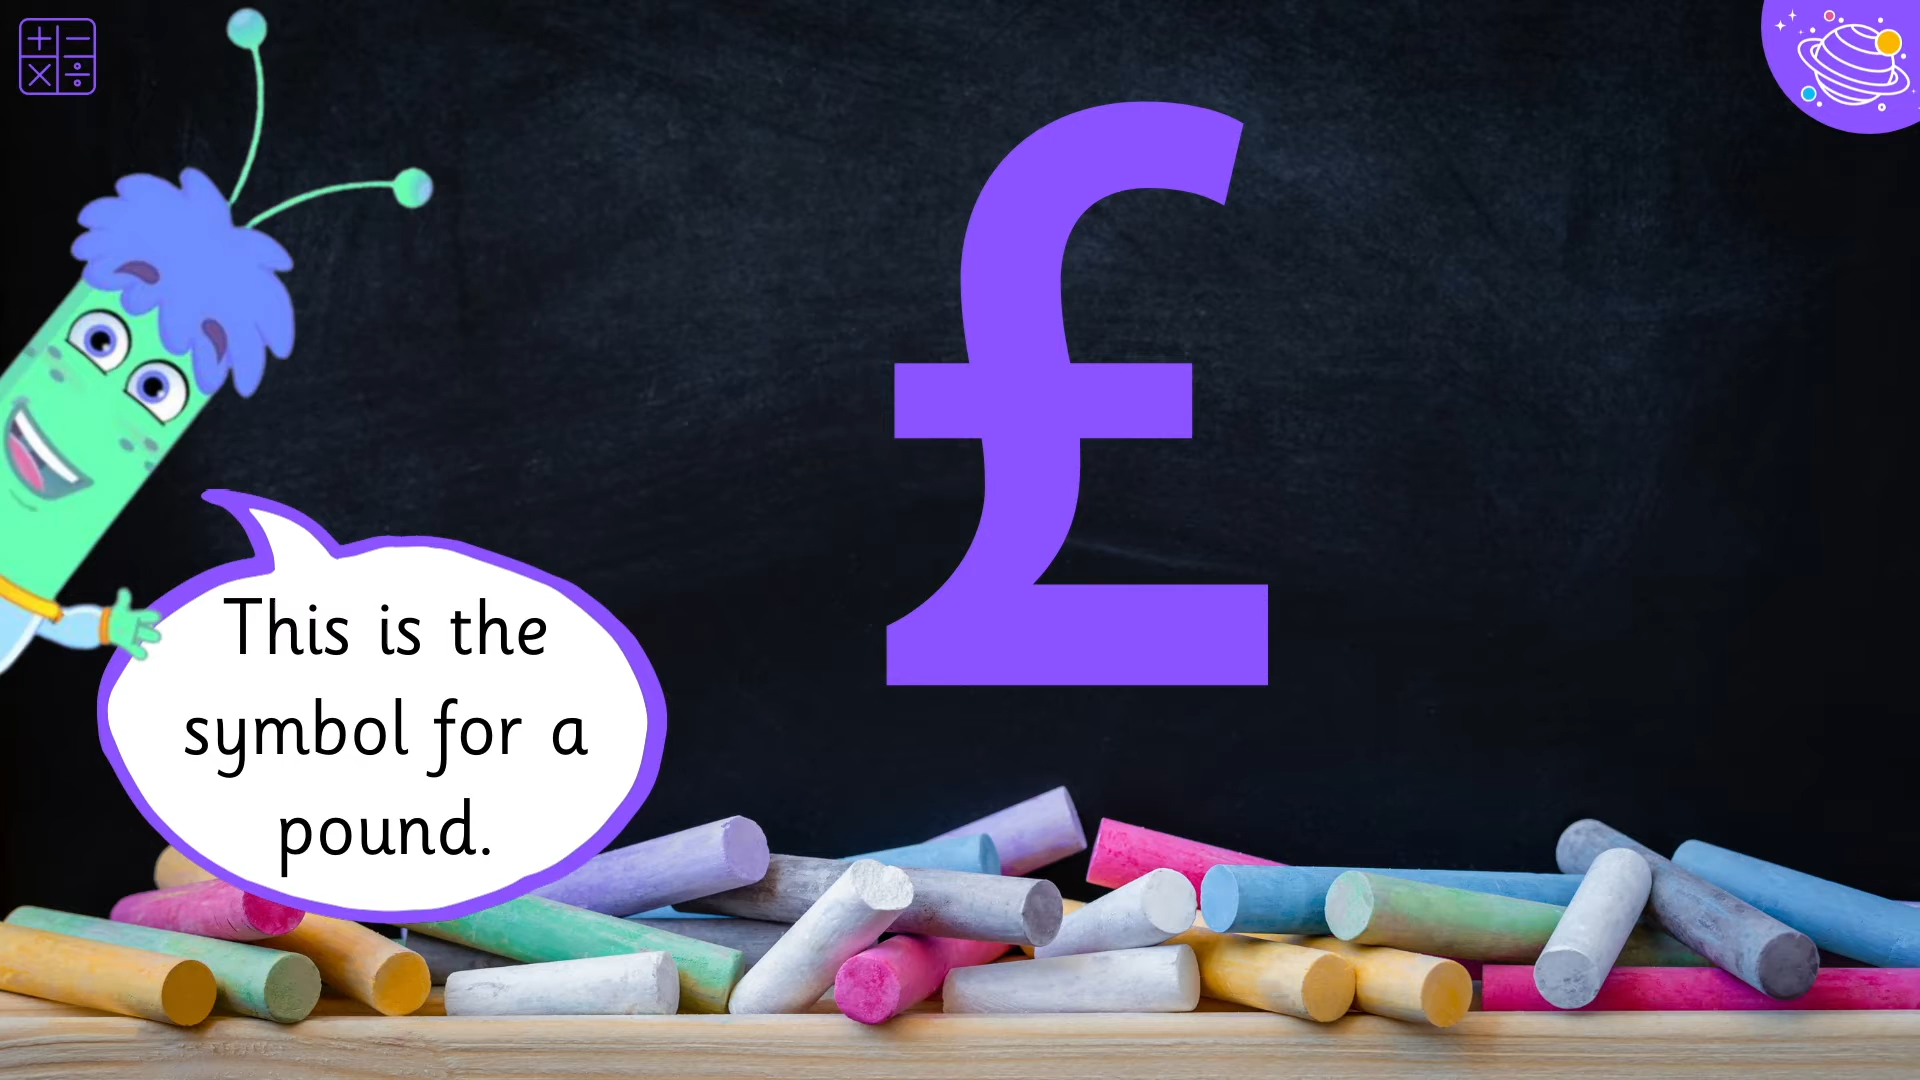 + −
× ÷
£
This is the
symbol for a
pound.